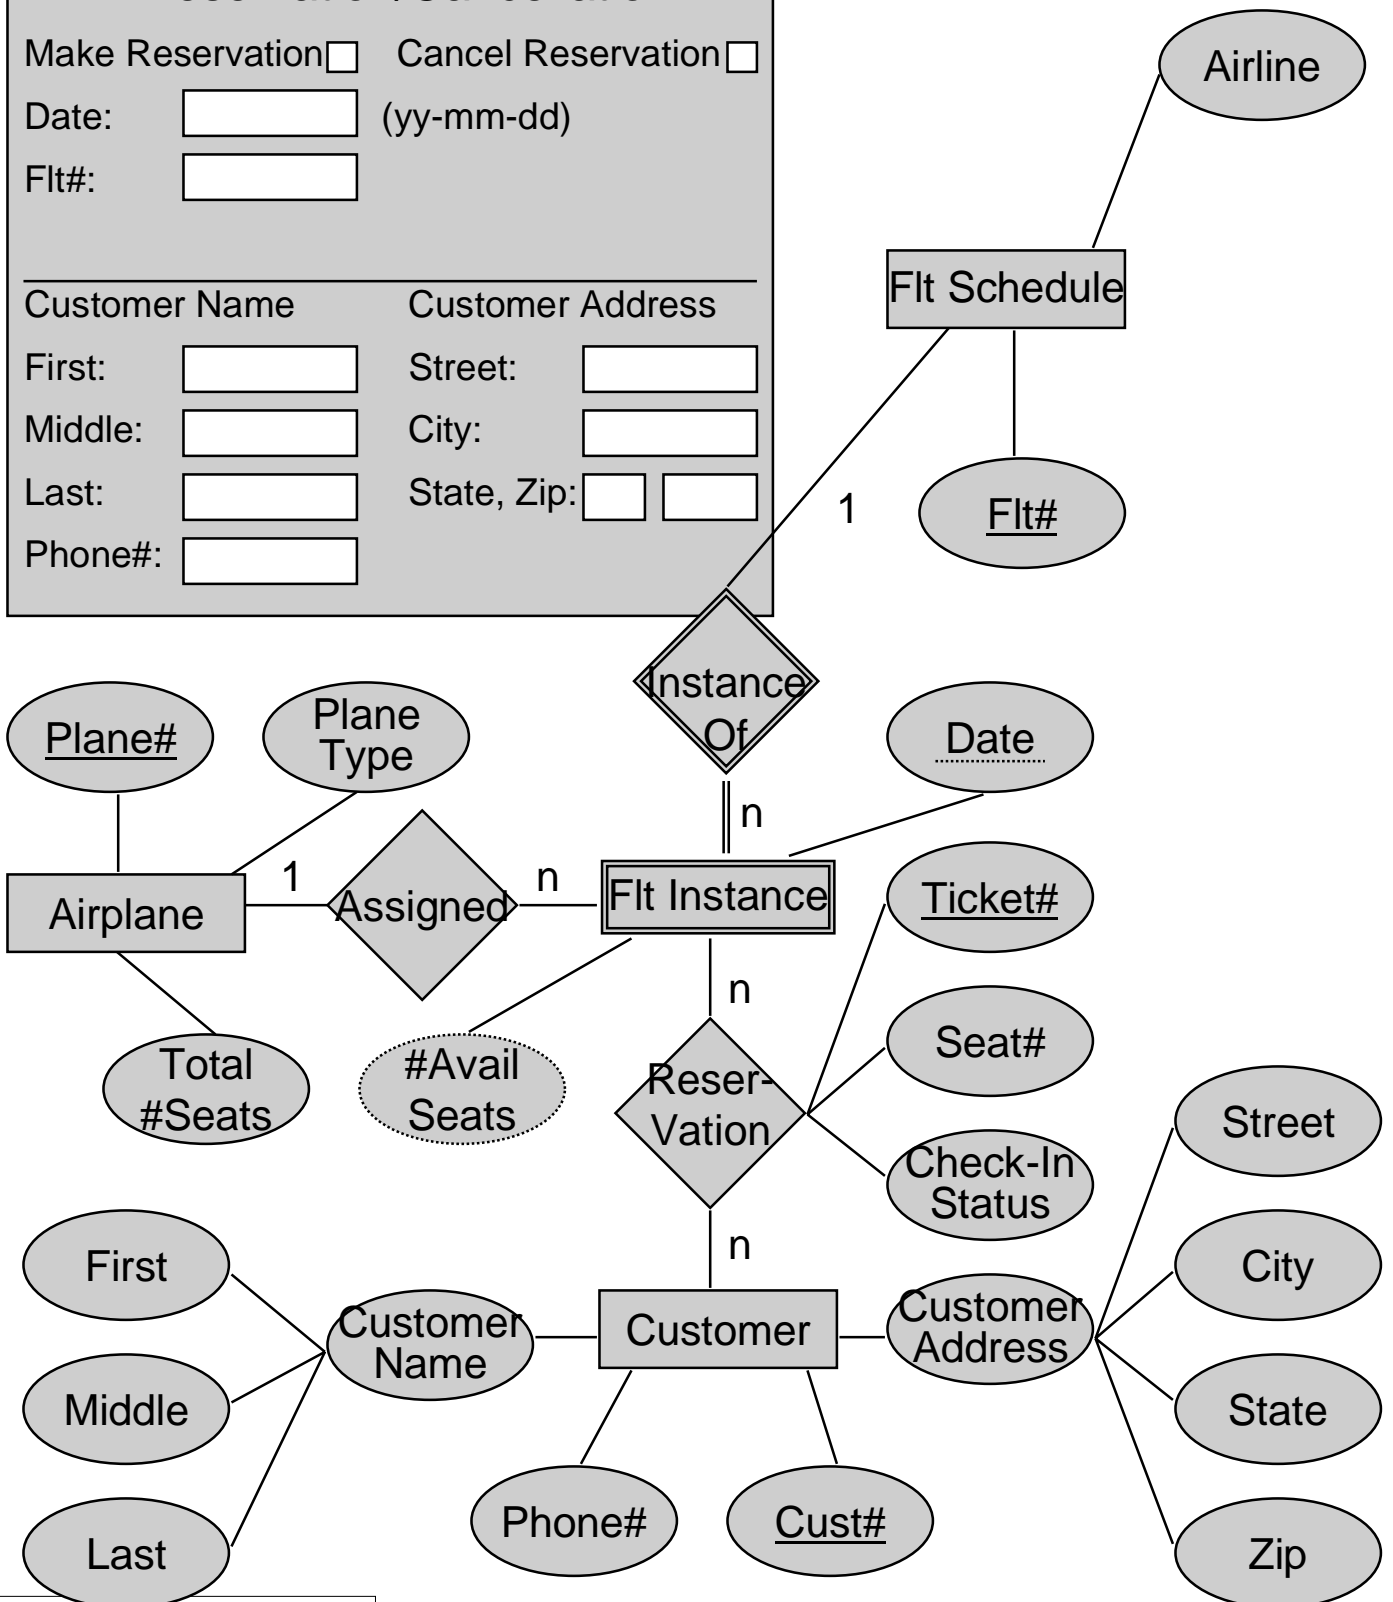 Make Reservation Cancel Reservation
Date: (yy-mm-dd)
Flt#:
Customer Name Customer Address
First: Street:
Middle: City:
Last: State, Zip:
Phone#:
Airline
Flt Schedule
1
Flt#
Instance
Of
n
Plane#
Plane
Type
Date
Airplane
1
Assigned
n
Flt Instance
Ticket#
Total
#Seats
#Avail
Seats
n
Reser-
Vation
Seat#
Check-In
Status
n
First
Middle
Last
Customer
Name
Customer
Customer
Address
Street
City
State
Zip
Phone#
Cust#